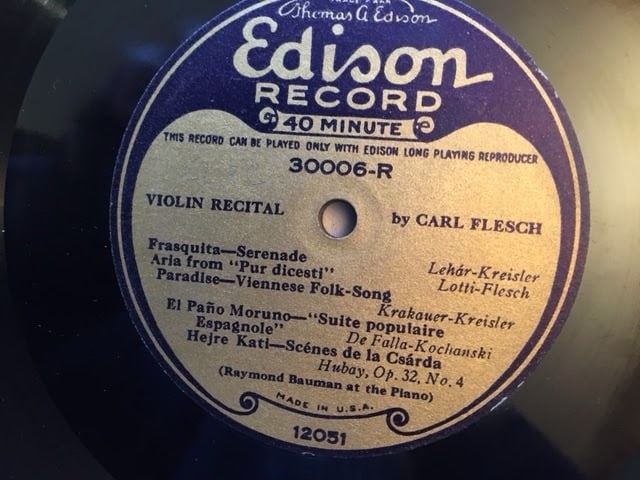 TRADE MARK
Thomas A Edison
Edison
RECORD
40 MINUTE
THIS RECORD CAN BE PLAYED ONLY WITH EDISON LONG PLAYING REPRODUCER
30006-R
VIOLIN RECITAL by CARL FLESCH
Frasquita—Serenade Lehár-Kreisler
Aria from "Pur dicesti" Lotti-Flesch
Paradise—Viennese Folk-Song
Krakauer-Kreisler
El Paño Moruno—"Suite populaire
Espagnole" De Falla-Kochanski
Hejre Kati—Scénes de la Csárda
Hubay, Op. 32, No. 4
(Raymond Bauman at the Piano)
MADE IN U.S.A.
12051